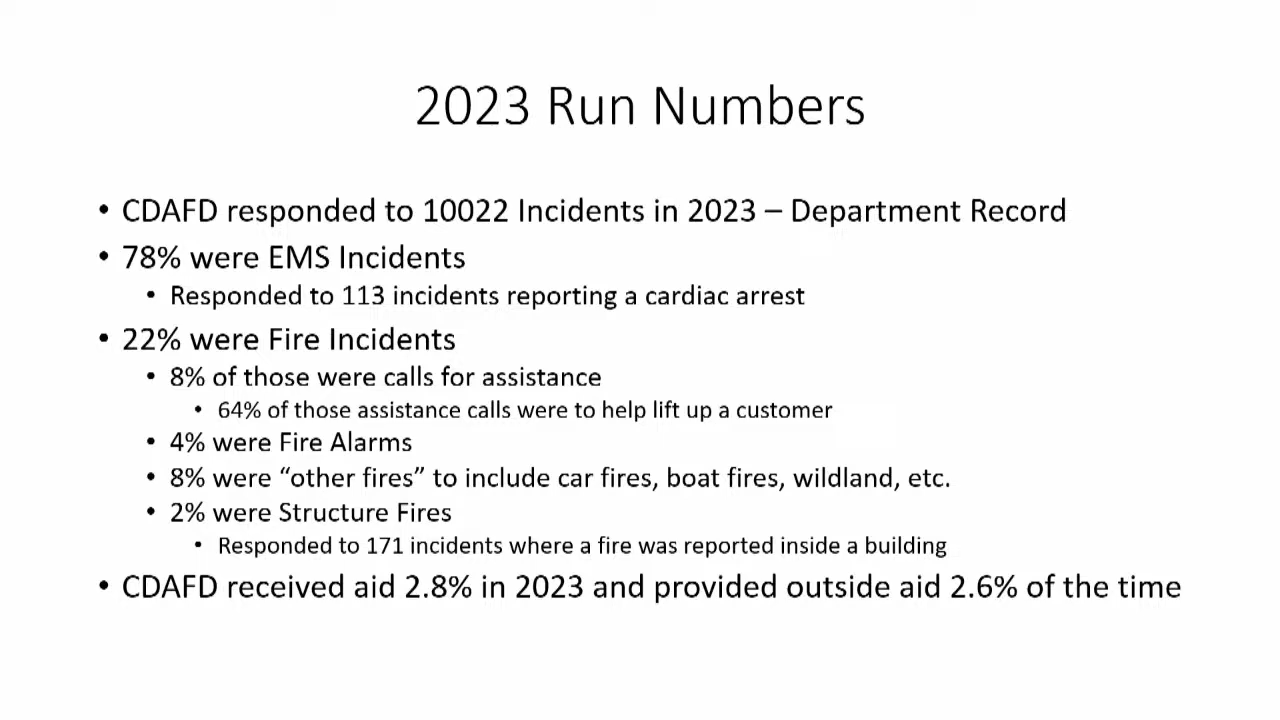 2023 Run Numbers
• CDAFD responded to 10022 Incidents in 2023 – Department Record
• 78% were EMS Incidents
• Responded to 113 incidents reporting a cardiac arrest
• 22% were Fire Incidents
• 8% of those were calls for assistance
• 64% of those assistance calls were to help lift up a customer
• 4% were Fire Alarms
• 8% were “other fires” to include car fires, boat fires, wildland, etc.
• 2% were Structure Fires
• Responded to 171 incidents where a fire was reported inside a building
• CDAFD received aid 2.8% in 2023 and provided outside aid 2.6% of the time